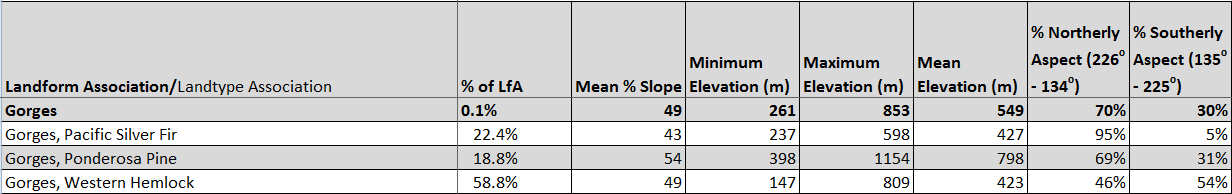 Landform Association/Landtype Association % of LfA Mean % Slope Minimum Elevation (m) Maximum Elevation (m) Mean Elevation (m) % Northerly Aspect (226° - 134°) % Southerly Aspect (135° - 225°)
Gorges 0.1% 49 261 853 549 70% 30%
Gorges, Pacific Silver Fir 22.4% 43 237 598 427 95% 5%
Gorges, Ponderosa Pine 18.8% 54 398 1154 798 69% 31%
Gorges, Western Hemlock 58.8% 49 147 809 423 46% 54%